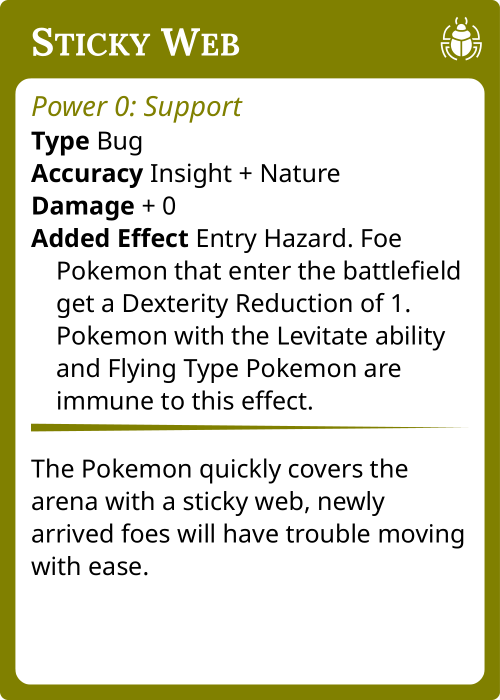 Sticky Web
Power 0: Support
Type Bug
Accuracy Insight + Nature
Damage + 0
Added Effect Entry Hazard. Foe
Pokemon that enter the battlefield
get a Dexterity Reduction of 1.
Pokemon with the Levitate ability
and Flying Type Pokemon are
immune to this effect.
The Pokemon quickly covers the
arena with a sticky web, newly
arrived foes will have trouble moving
with ease.